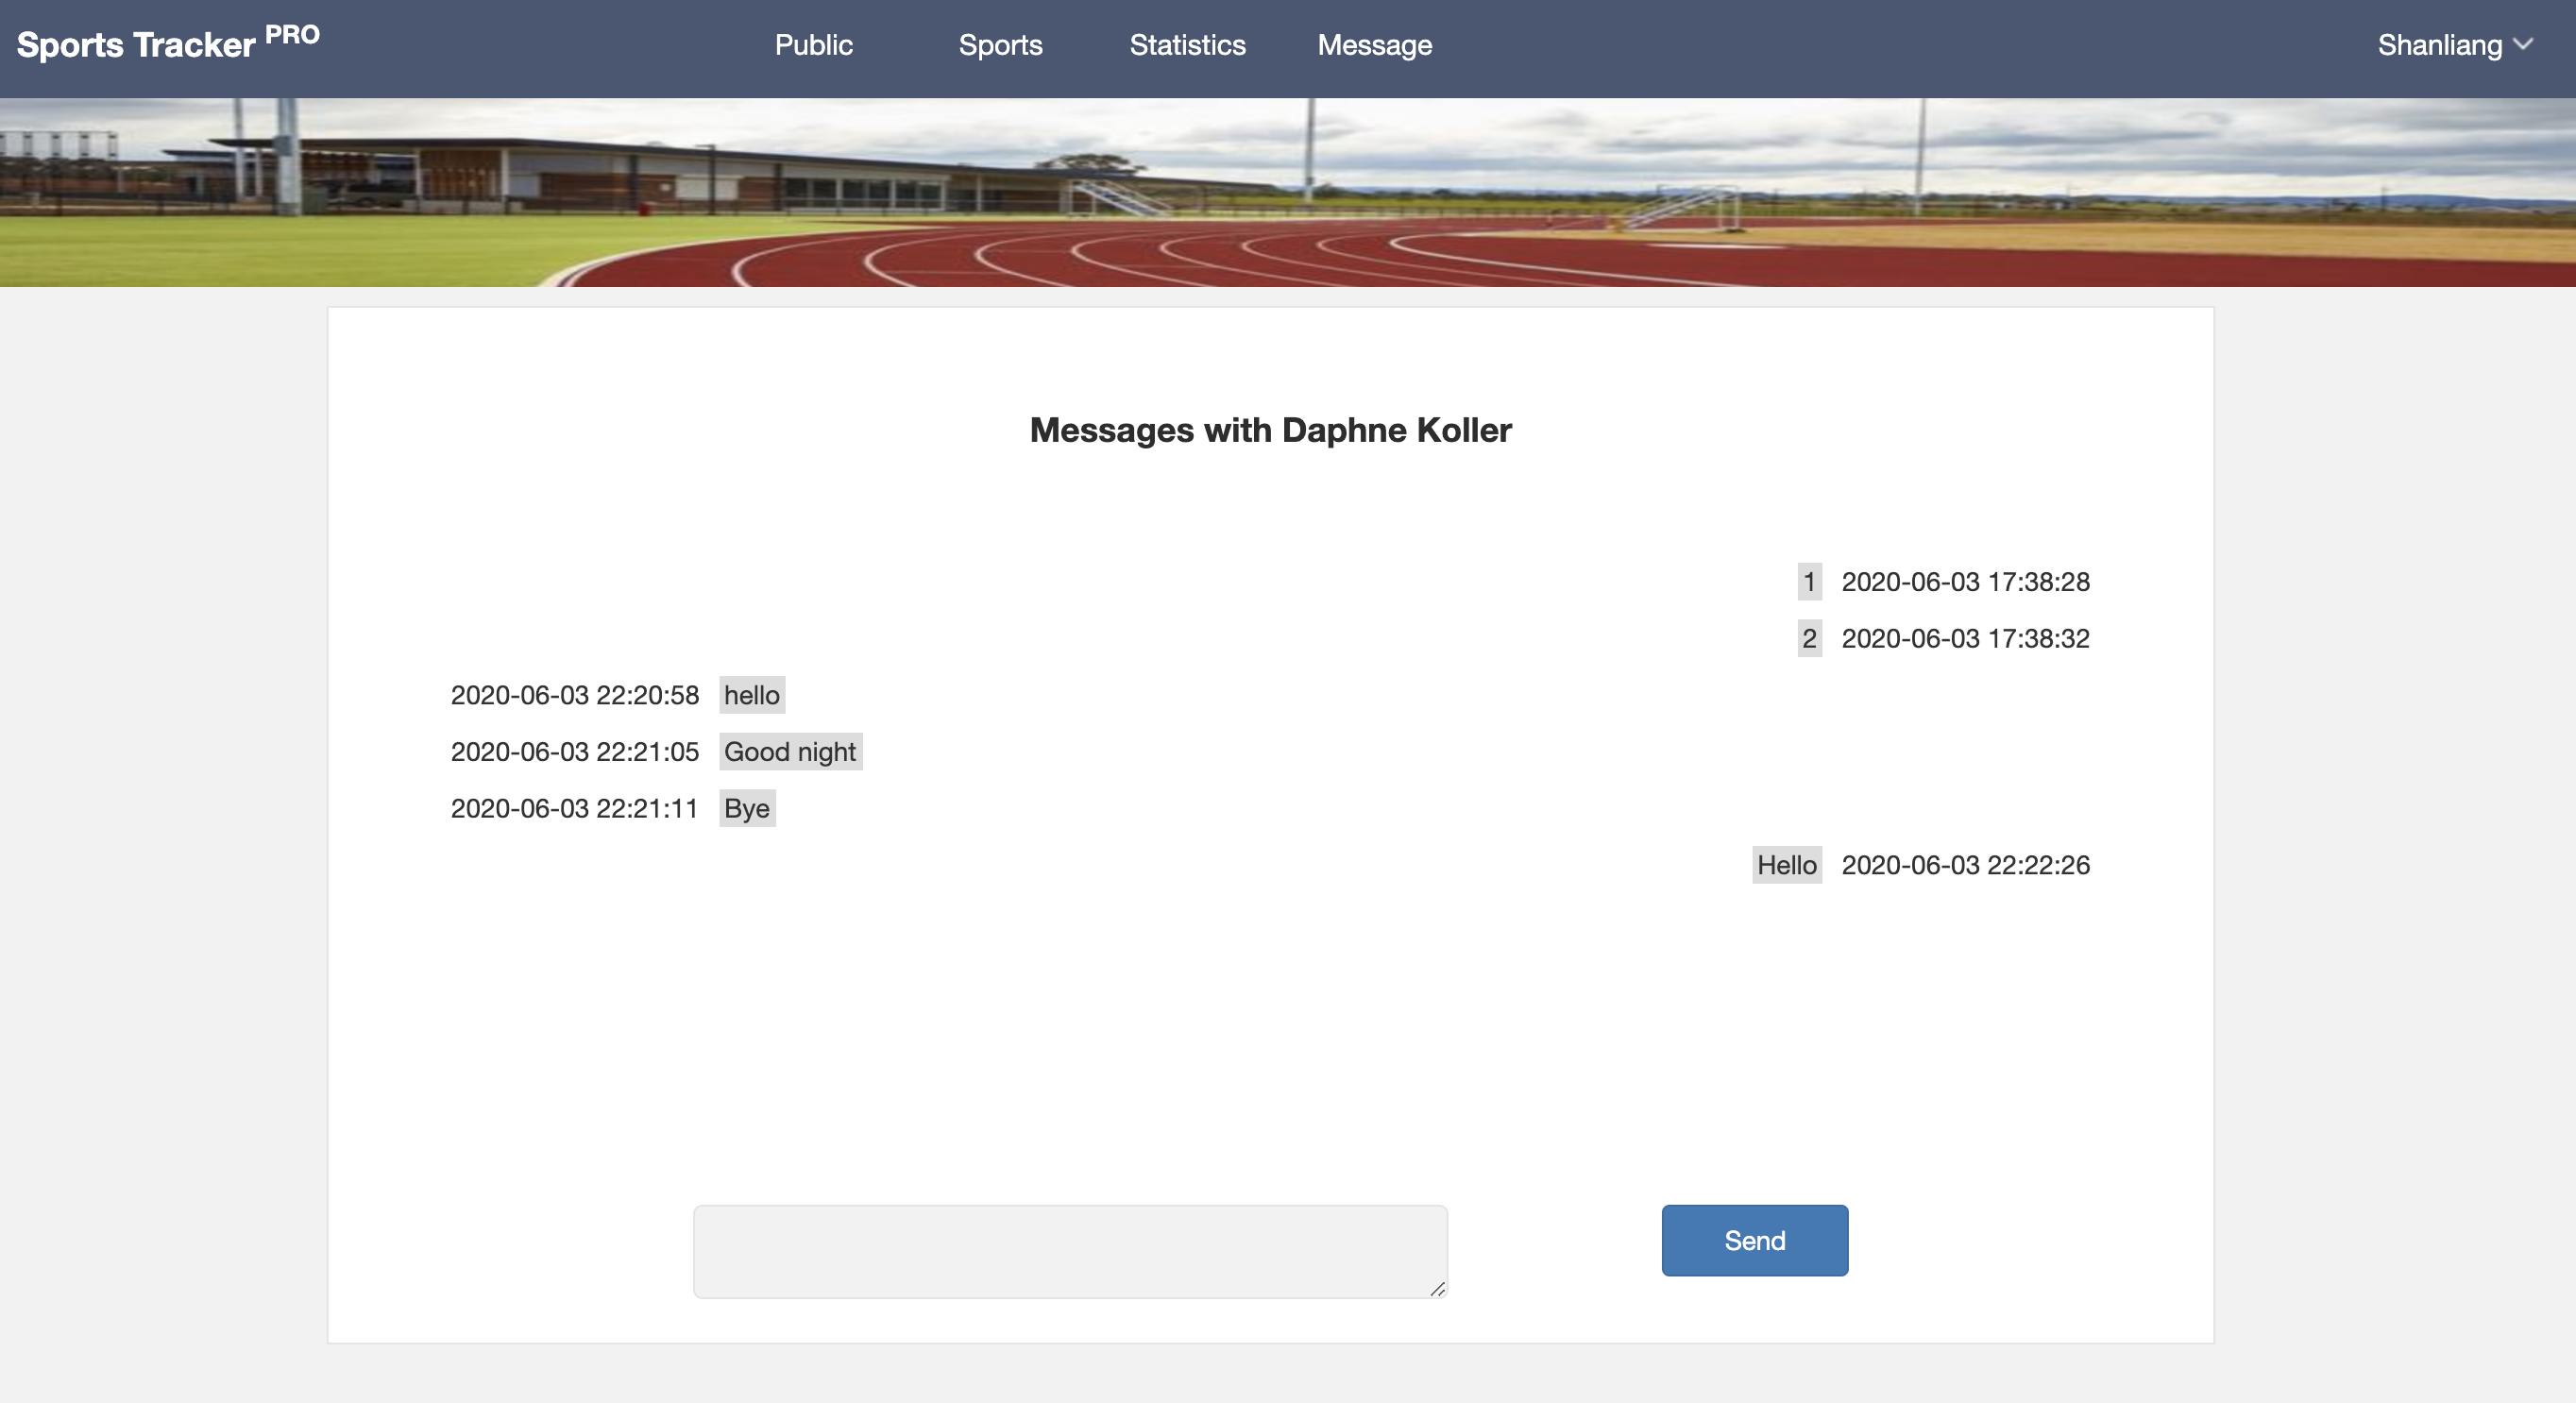 Sports Tracker PRO
Public Sports Statistics Message
Shanliang
Messages with Daphne Koller
1 2020-06-03 17:38:28
2 2020-06-03 17:38:32
2020-06-03 22:20:58 hello
2020-06-03 22:21:05 Good night
2020-06-03 22:21:11 Bye
Hello 2020-06-03 22:22:26
Send